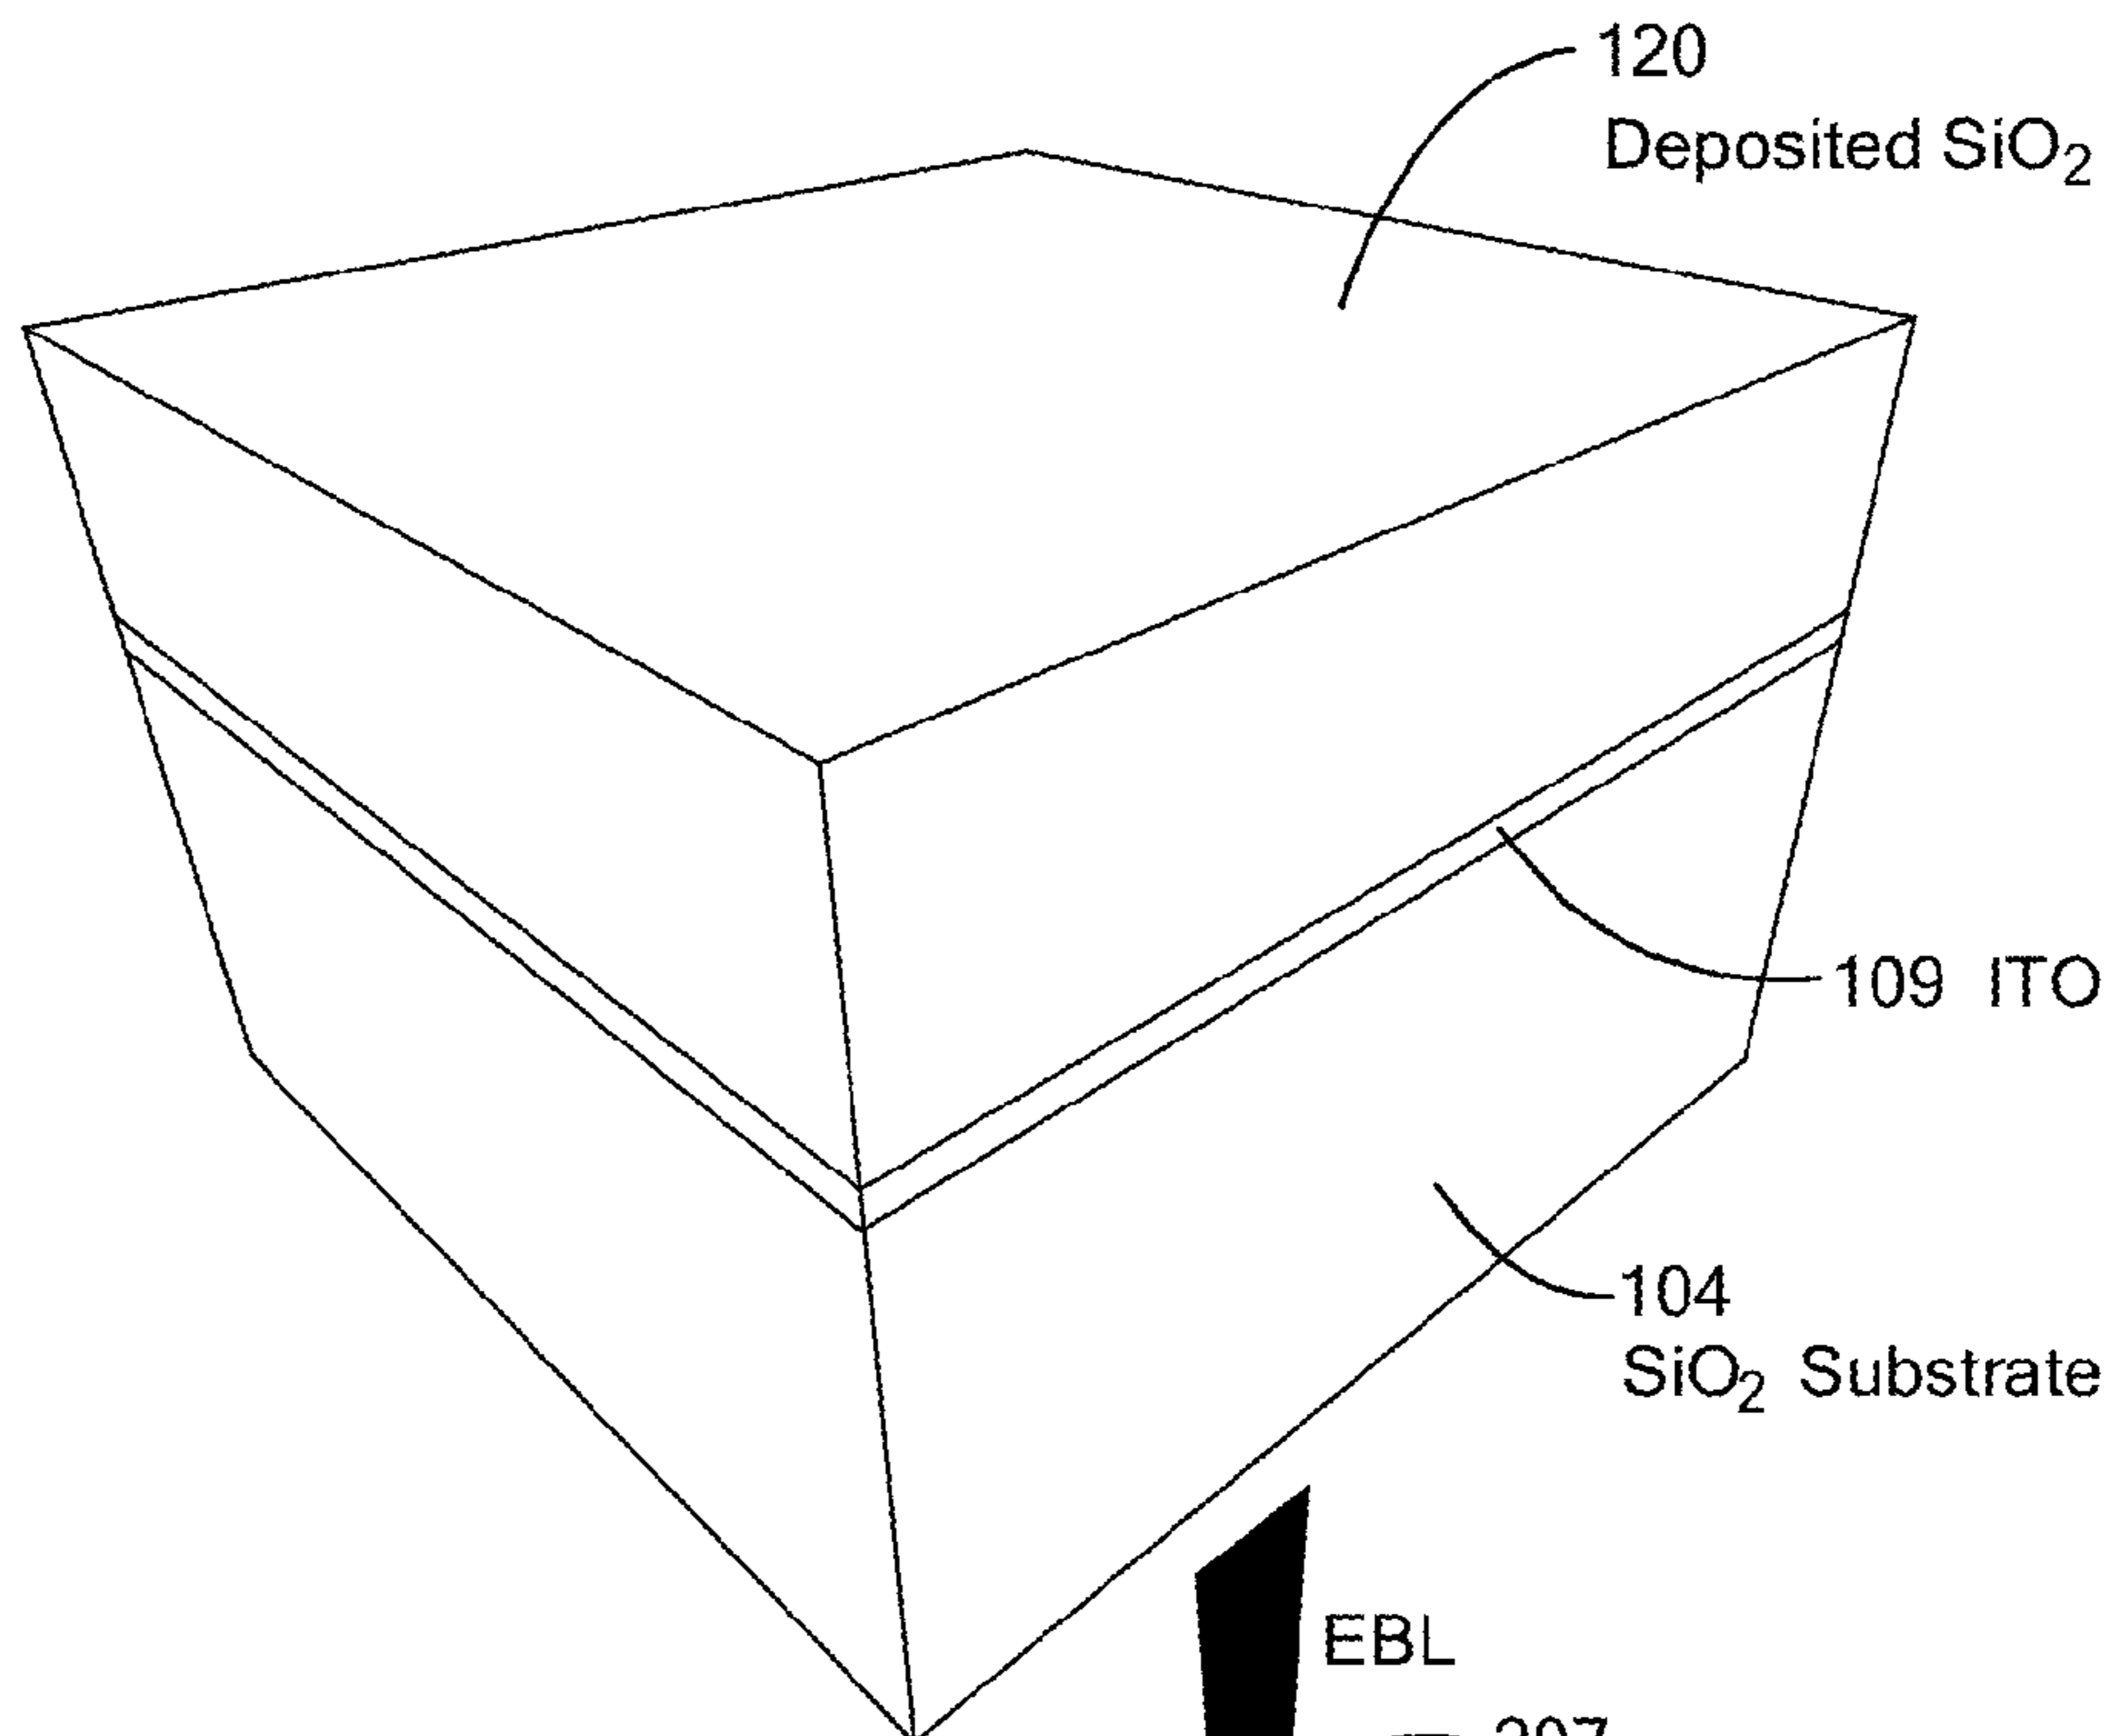 120
Deposited SiO₂
109 ITO
104
SiO₂ Substrate
EBL